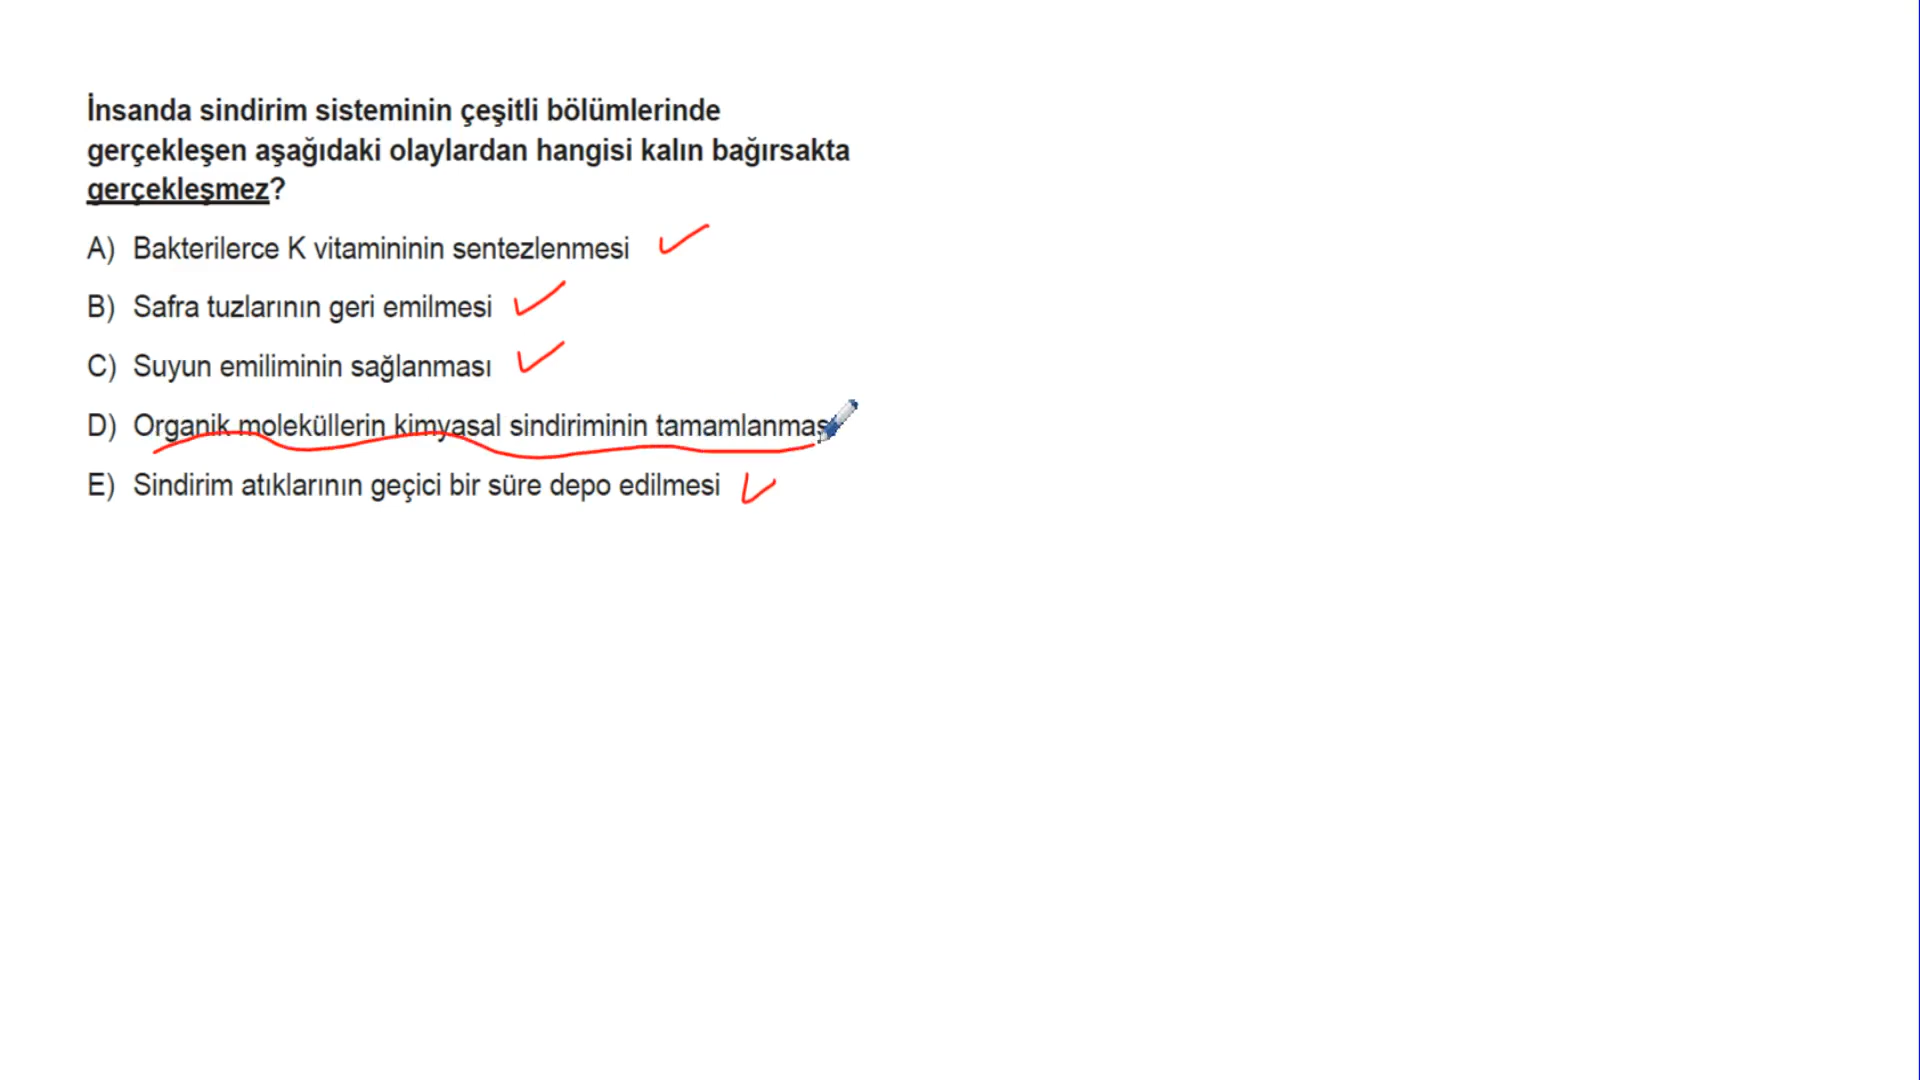 İnsanda sindirim sisteminin çeşitli bölümlerinde
gerçekleşen aşağıdaki olaylardan hangisi kalın bağırsakta
gerçekleşmez?
A) Bakterilerce K vitamininin sentezlenmesi
B) Safra tuzlarının geri emilmesi
C) Suyun emiliminin sağlanması
D) Organik moleküllerin kimyasal sindiriminin tamamlanmas
E) Sindirim atıklarının geçici bir süre depo edilmesi